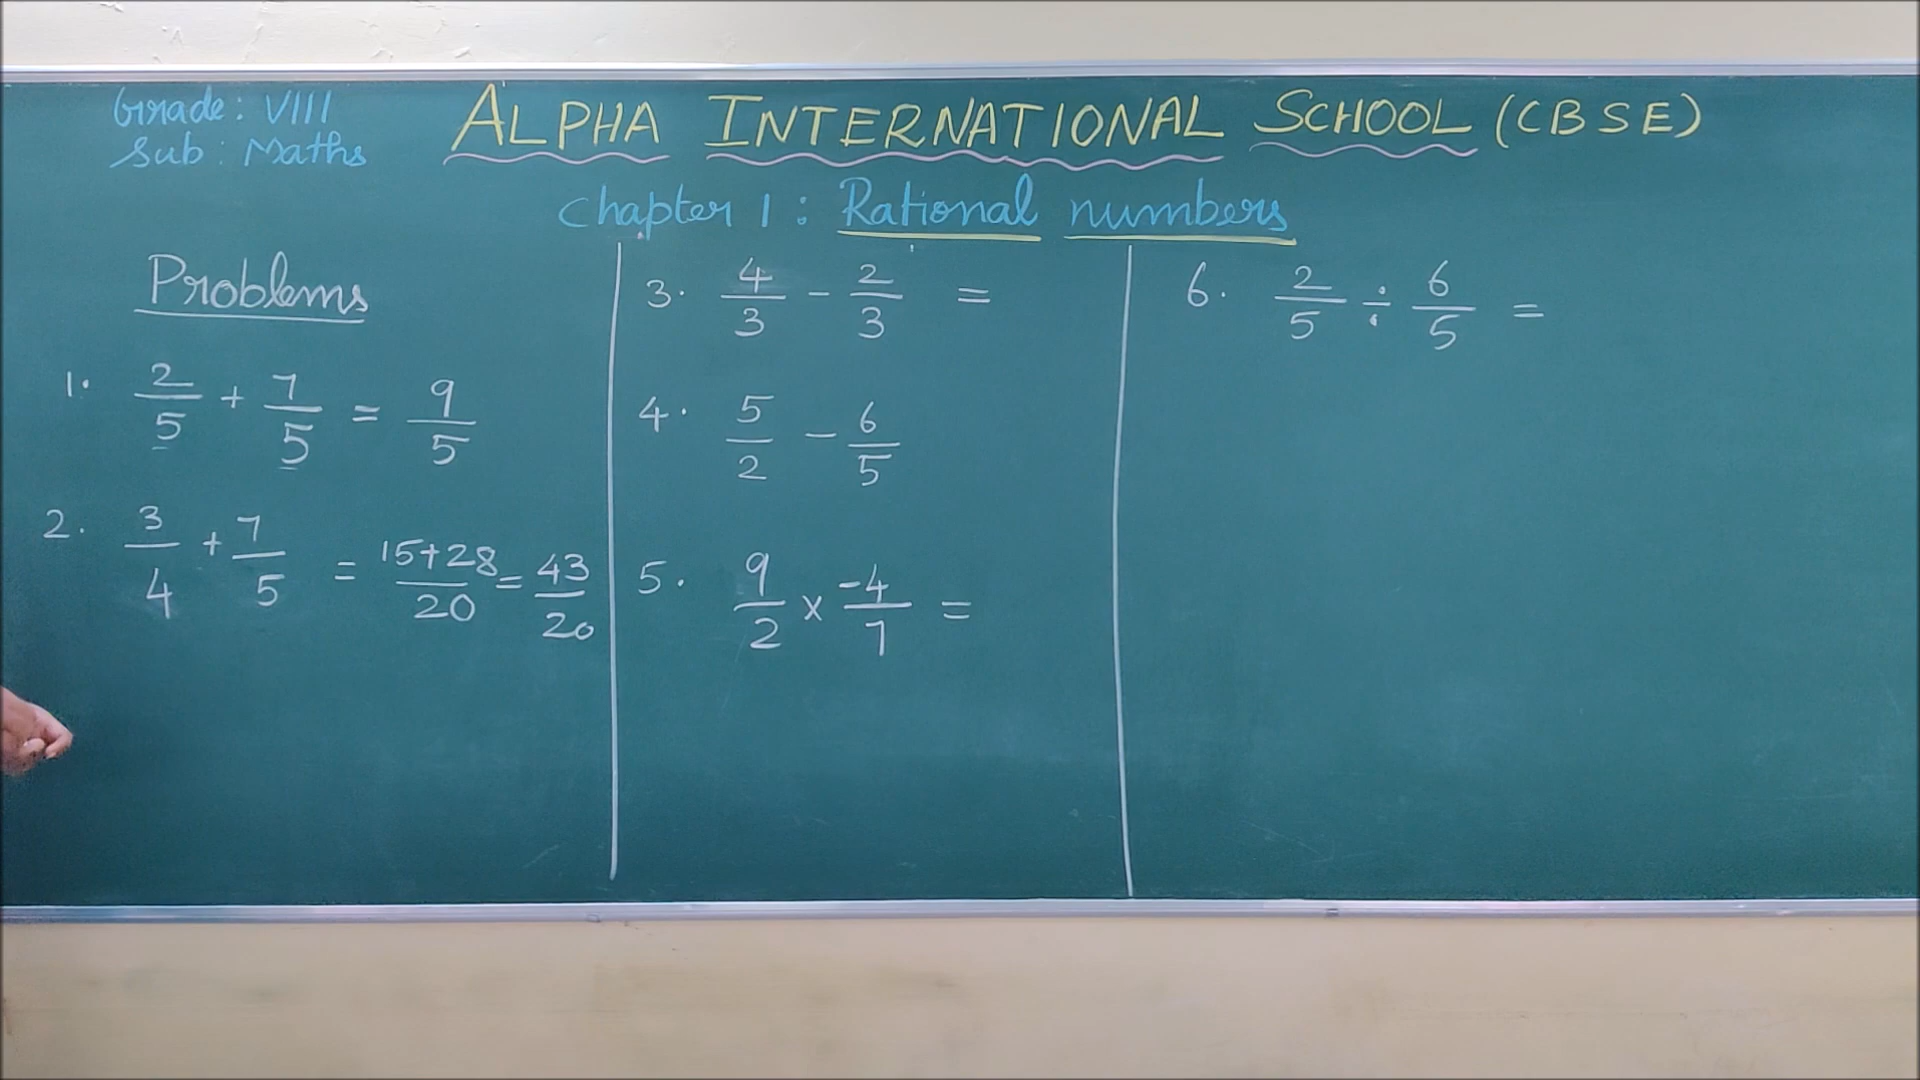 Grade: VIII
Sub: Maths
ALPHA INTERNATIONAL SCHOOL (CBSE)
Chapter 1: Rational numbers
Problems
1. 2/5 + 7/5 = 9/5
2. 3/4 + 7/5 = 15+28/20 = 43/20
3. 4/3 - 2/3 =
4. 5/2 - 6/5
5. 9/2 x -4/7 =
6. 2/5 ÷ 6/5 =